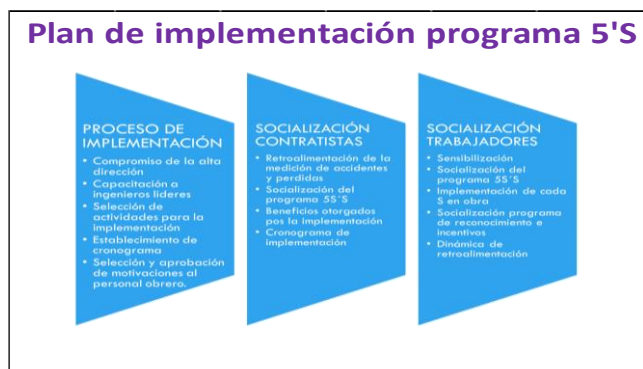 Plan de implementación programa 5'S
PROCESO DE
IMPLEMENTACIÓN
• Compromiso de la alta
dirección
• Capacitación a
ingenieros lideres
• Selección de
actividades para la
implementación
• Establecimiento de
cronograma
• Selección y aprobación
de motivaciones al
personal obrero.
SOCIALIZACIÓN
CONTRATISTAS
• Retroalimentación de la
medición de accidentes
y perdidas
• Socialización del
programa 5S´S
• Beneficios otorgados
pos la implementación
• Cronograma de
implementación
SOCIALIZACIÓN
TRABAJADORES
• Sensibilización
• Socialización del
programa 5S´S
• Implementación de cada
S en obra
• Socialización programa
de reconocimiento e
incentivos
• Dinámica de
retroalimentación